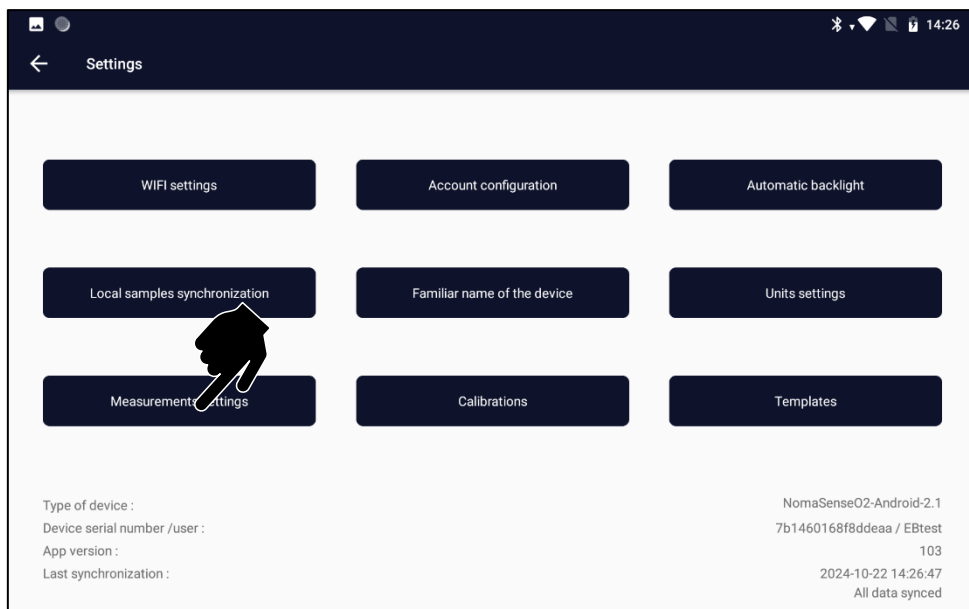 14:26
Settings
WIFI settings
Account configuration
Automatic backlight
Local samples synchronization
Familiar name of the device
Units settings
Measurements ttings
Calibrations
Templates
Type of device : NomaSenseO2-Android-2.1
Device serial number /user : 7b1460168f8ddeaa / EBtest
App version : 103
Last synchronization : 2024-10-22 14:26:47
All data synced